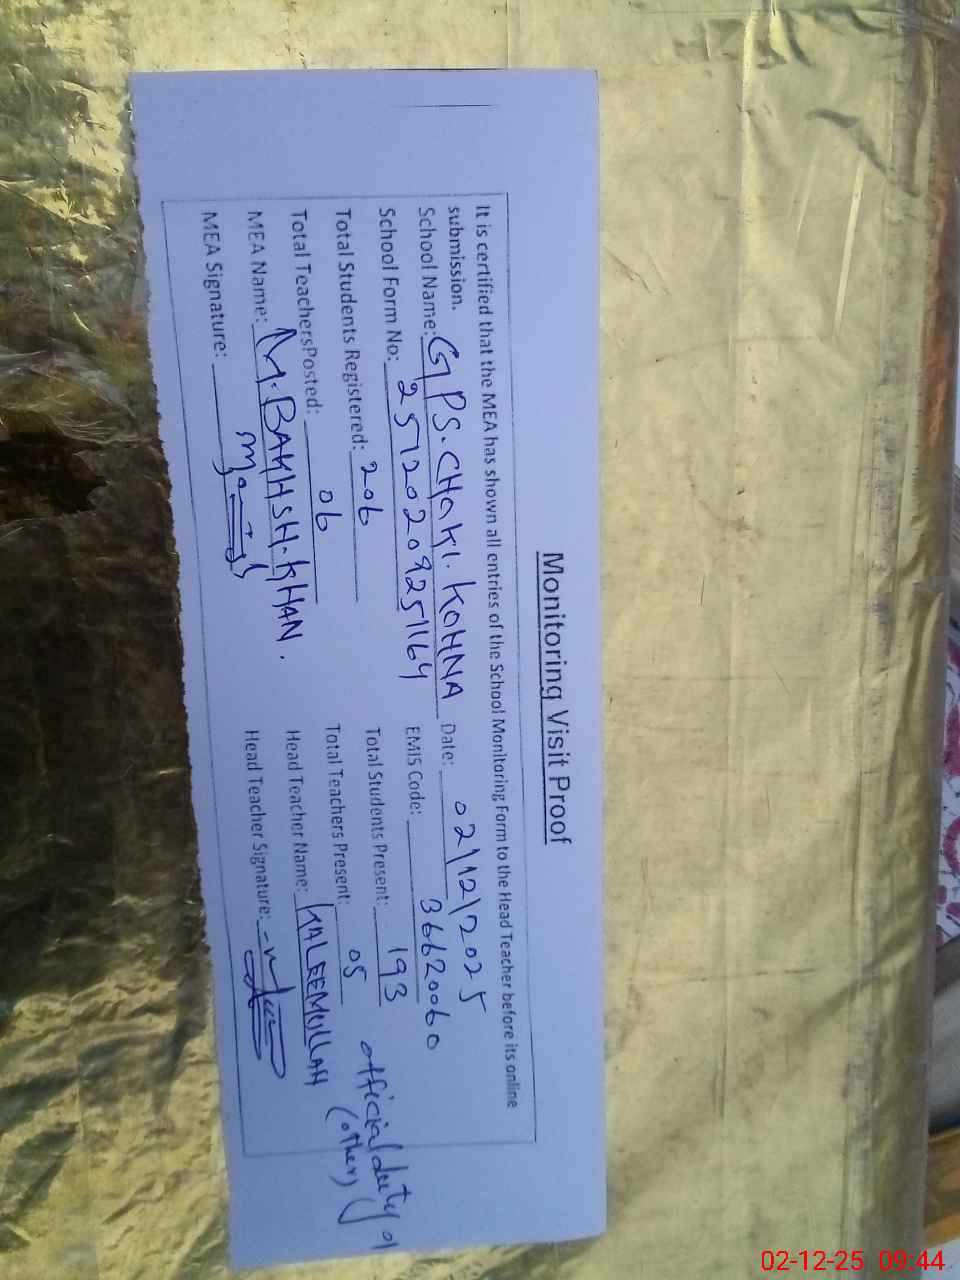 Monitoring Visit Proof
It is certified that the MEA has shown all entries of the School Monitoring Form to the Head Teacher before its online
submission.
School Name: GPS. CHOKI. KOHNA Date: 02/12/2025
School Form No: 25120209251164 EMIS Code: 36620060
Total Students Registered: 206 Total Students Present: 193
Total TeachersPosted: 06 Total Teachers Present: 05 official duty 01
(other)
MEA Name: M. BAKHSH. KHAN. Head Teacher Name: KALEEMULLAH
MEA Signature: Head Teacher Signature:
02-12-25 09:44